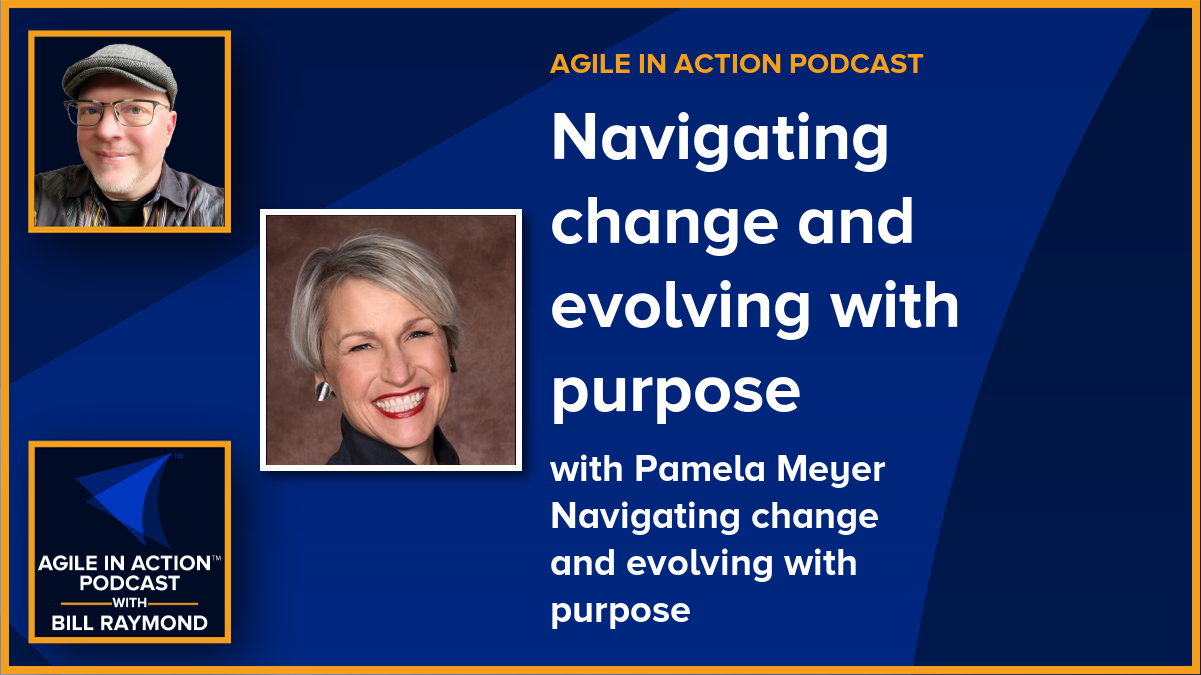 AGILE IN ACTION PODCAST
Navigating
change and
evolving with
purpose
with Pamela Meyer
Navigating change
and evolving with
purpose
TM
AGILE IN ACTION™
PODCAST
WITH
BILL RAYMOND